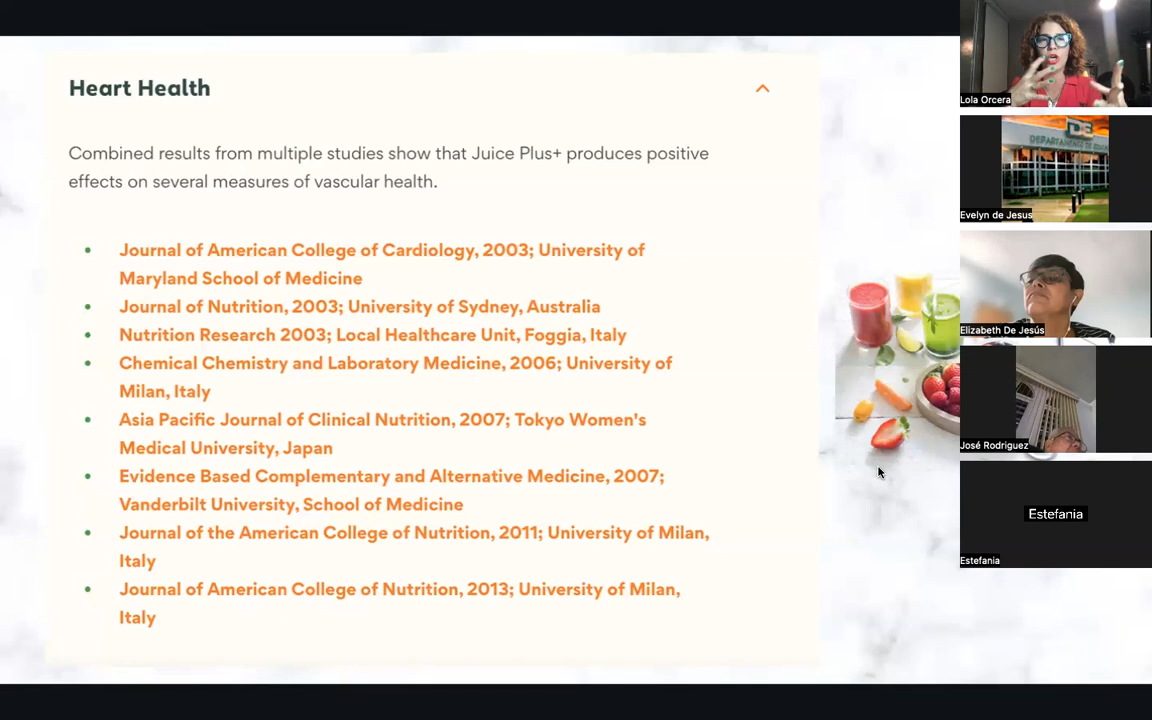 Heart Health
Combined results from multiple studies show that Juice Plus+ produces positive
effects on several measures of vascular health.
• Journal of American College of Cardiology, 2003; University of
Maryland School of Medicine
• Journal of Nutrition, 2003; University of Sydney, Australia
• Nutrition Research 2003; Local Healthcare Unit, Foggia, Italy
• Chemical Chemistry and Laboratory Medicine, 2006; University of
Milan, Italy
• Asia Pacific Journal of Clinical Nutrition, 2007; Tokyo Women's
Medical University, Japan
• Evidence Based Complementary and Alternative Medicine, 2007;
Vanderbilt University, School of Medicine
• Journal of the American College of Nutrition, 2011; University of Milan,
Italy
• Journal of American College of Nutrition, 2013; University of Milan,
Italy
Lola Orcera
DE
Evelyn de Jesus
Elizabeth De Jesús
José Rodriguez
Estefania
Estefania